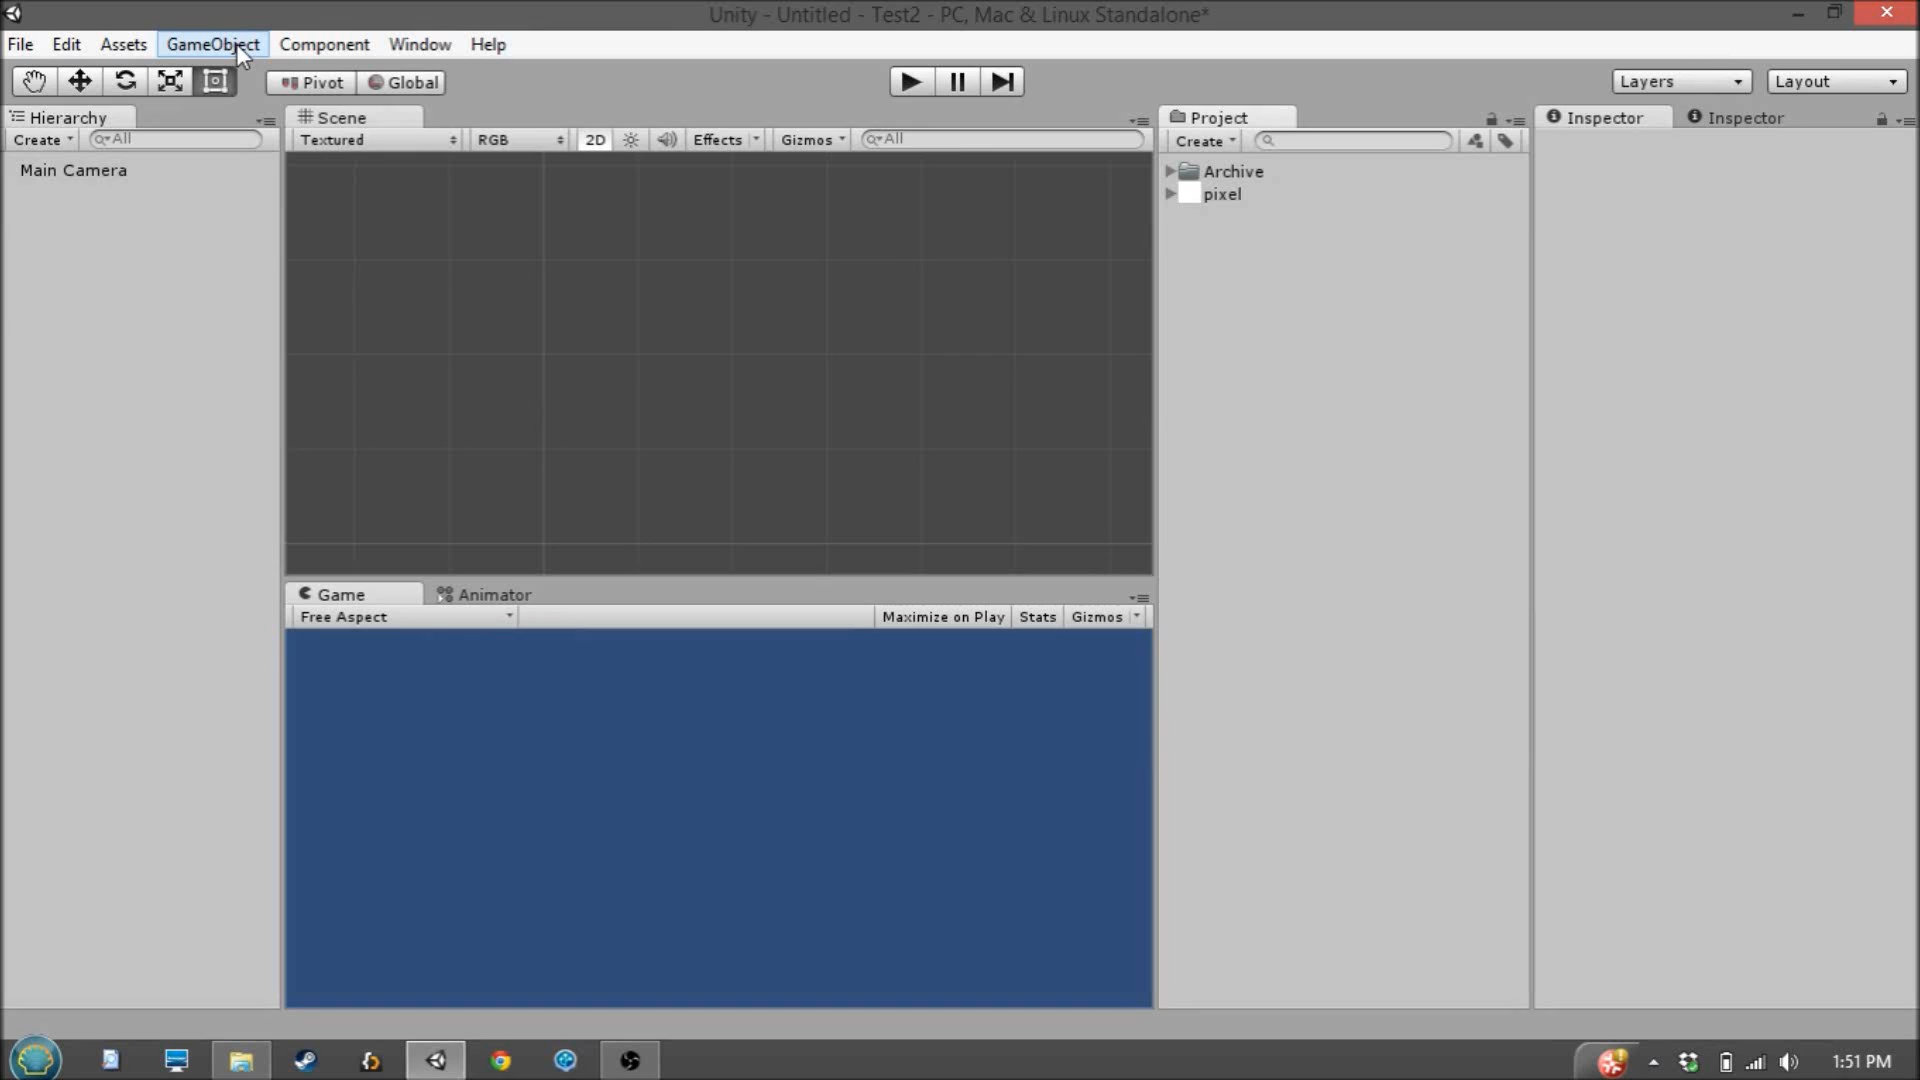 Unity - Untitled - Test2 - PC, Mac & Linux Standalone*
File Edit Assets GameObject Component Window Help
Pivot Global Layers Layout
Hierarchy Scene Project Inspector Inspector
Create All Textured RGB 2D Effects Gizmos All Create
Main Camera
Archive
pixel
Game Animator
Free Aspect Maximize on Play Stats Gizmos
1:51 PM